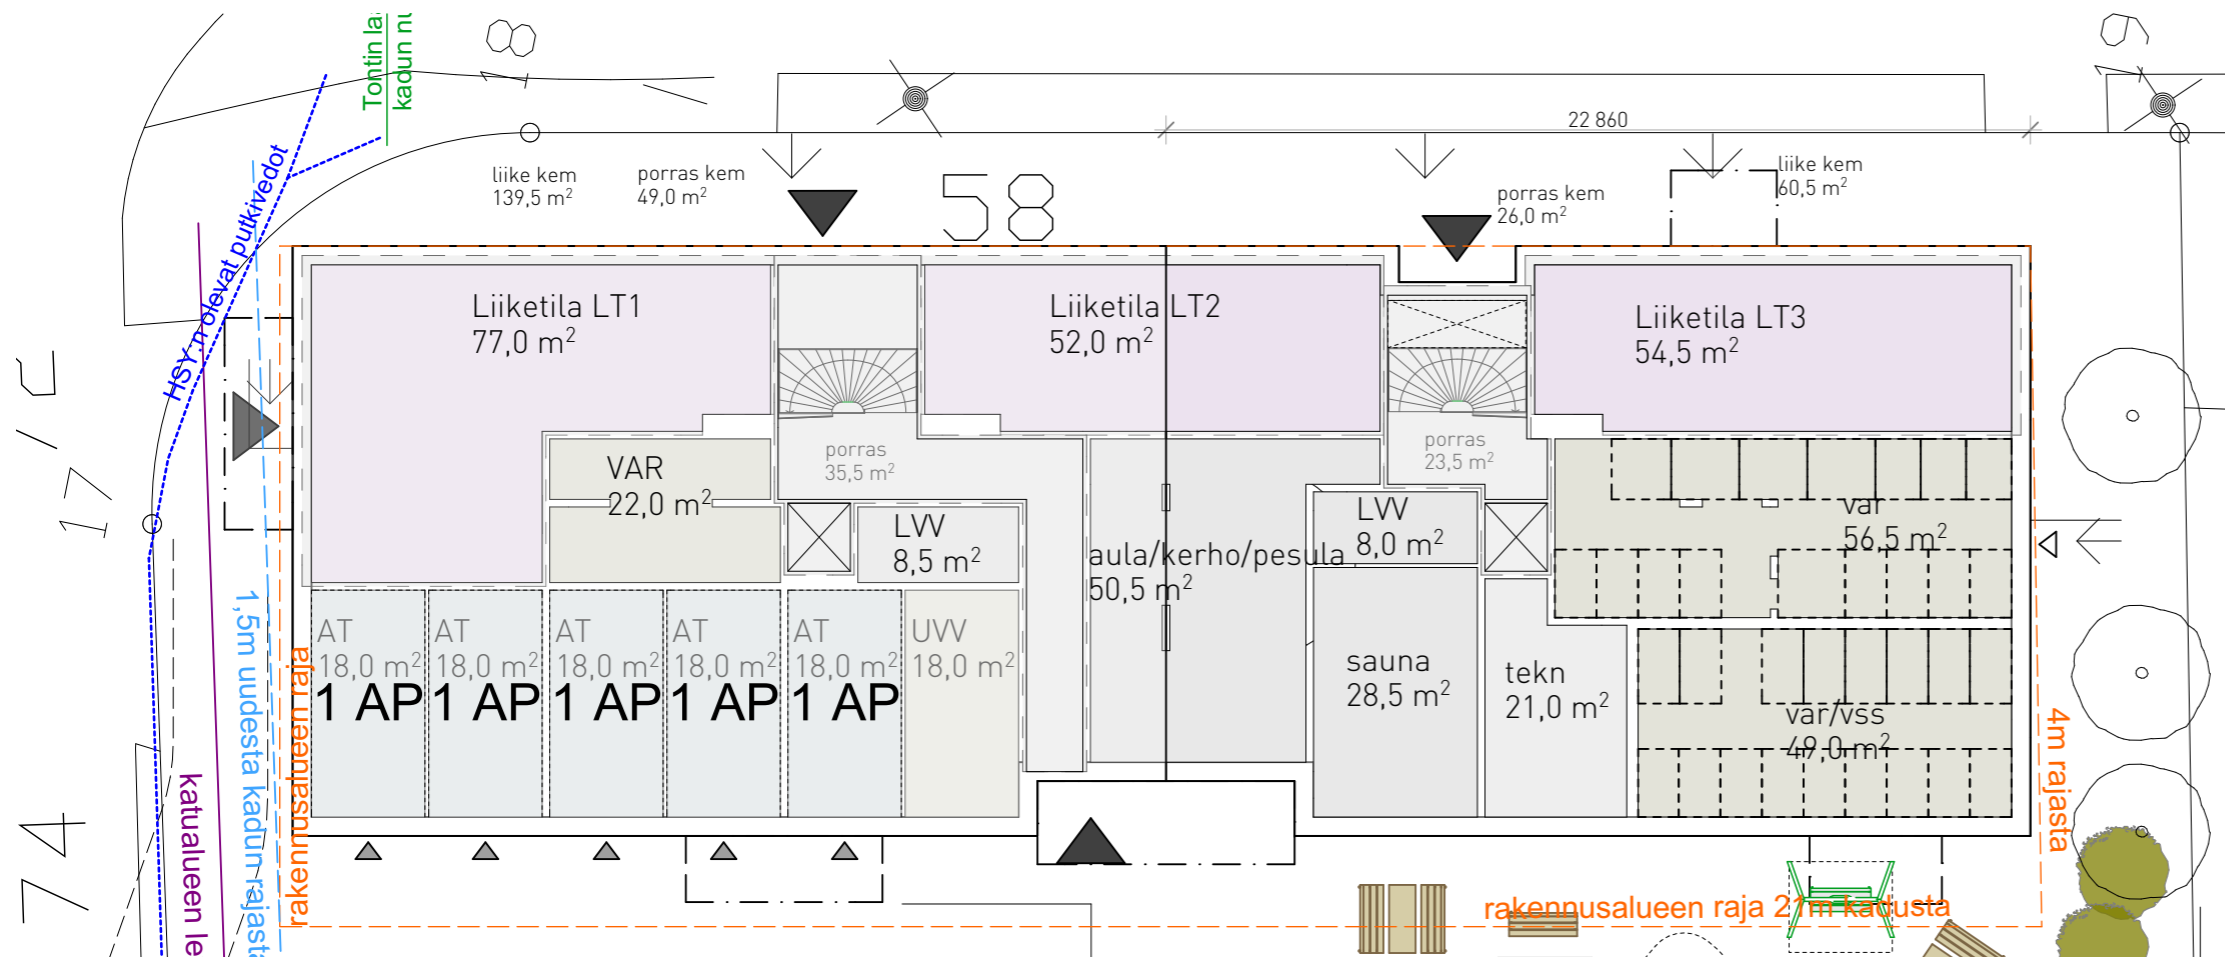 Tontin la
kadun n
18
19
22 860
liike kem
139,5 m²
porras kem
49,0 m²
58
porras kem
26,0 m²
liike kem
60,5 m²
HSY:n olevat putkivedot
Liiketila LT1
77,0 m²
Liiketila LT2
52,0 m²
Liiketila LT3
54,5 m²
17/C
VAR
22,0 m²
porras
35,5 m²
porras
23,5 m²
LVV
8,5 m²
aula/kerho/pesula
50,5 m²
LVV
8,0 m²
var
56,5 m²
AT
18,0 m²
1 AP
AT
18,0 m²
1 AP
AT
18,0 m²
1 AP
AT
18,0 m²
1 AP
AT
18,0 m²
1 AP
UVV
18,0 m²
sauna
28,5 m²
tekn
21,0 m²
var/vss
49,0 m²
74
katualueen le
1,5m uudesta kadun rajasta
rakennusalueen raja
4m rajasta
rakennusalueen raja 21m kadusta